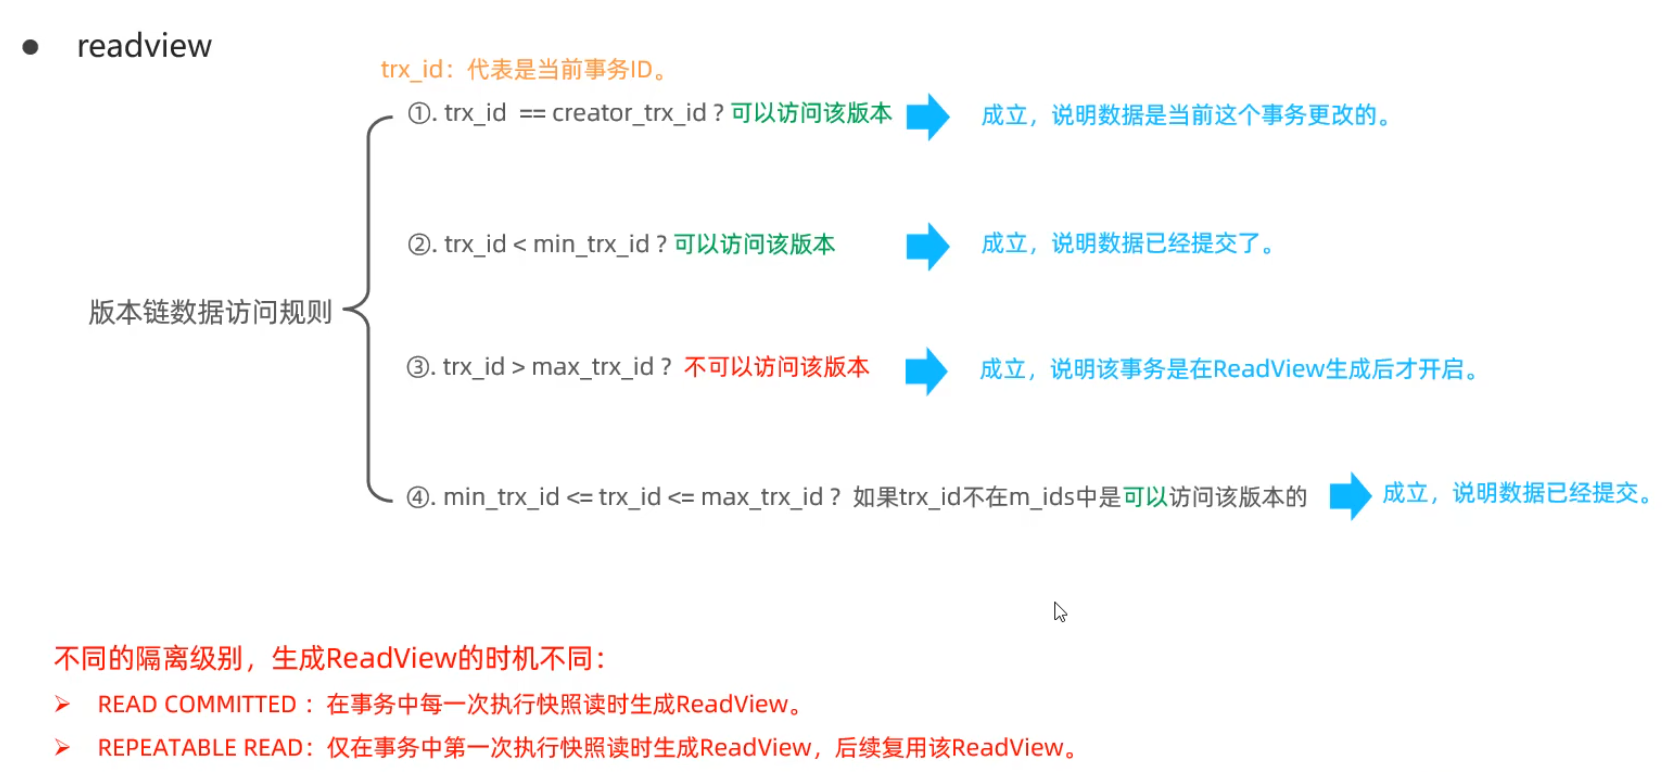 ● readview
trx_id：代表是当前事务ID。
①. trx_id == creator_trx_id ? 可以访问该版本 成立，说明数据是当前这个事务更改的。
②. trx_id < min_trx_id ? 可以访问该版本 成立，说明数据已经提交了。
版本链数据访问规则
③. trx_id > max_trx_id ? 不可以访问该版本 成立，说明该事务是在ReadView生成后才开启。
④. min_trx_id <= trx_id <= max_trx_id ? 如果trx_id不在m_ids中是可以访问该版本的 成立，说明数据已经提交。
不同的隔离级别，生成ReadView的时机不同：
➢ READ COMMITTED ：在事务中每一次执行快照读时生成ReadView。
➢ REPEATABLE READ：仅在事务中第一次执行快照读时生成ReadView，后续复用该ReadView。